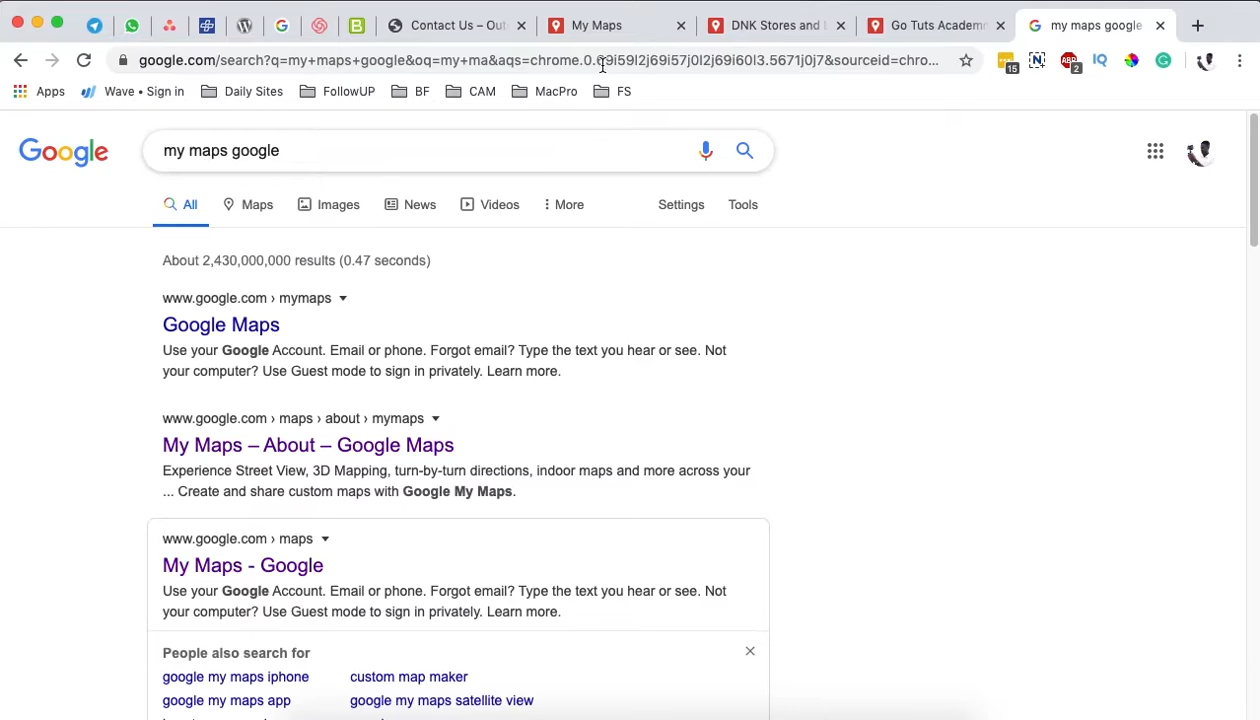 Contact Us – Out
My Maps
DNK Stores and L
Go Tuts Academ
my maps google
google.com/search?q=my+maps+google&oq=my+ma&aqs=chrome.0.69i59l2j69i57j0l2j69i60l3.5671j0j7&sourceid=chro...
15
N
ABP
2
IQ
Apps
Wave • Sign in
Daily Sites
FollowUP
BF
CAM
MacPro
FS
Google
my maps google
All
Maps
Images
News
Videos
More
Settings
Tools
About 2,430,000,000 results (0.47 seconds)
www.google.com › mymaps
Google Maps
Use your Google Account. Email or phone. Forgot email? Type the text you hear or see. Not
your computer? Use Guest mode to sign in privately. Learn more.
www.google.com › maps › about › mymaps
My Maps – About – Google Maps
Experience Street View, 3D Mapping, turn-by-turn directions, indoor maps and more across your
... Create and share custom maps with Google My Maps.
www.google.com › maps
My Maps - Google
Use your Google Account. Email or phone. Forgot email? Type the text you hear or see. Not
your computer? Use Guest mode to sign in privately. Learn more.
People also search for
google my maps iphone
custom map maker
google my maps app
google my maps satellite view